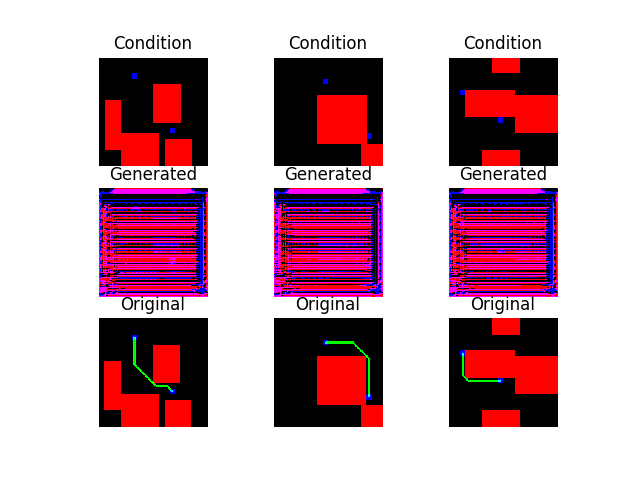 Condition Condition Condition
Generated Generated Generated
Original Original Original